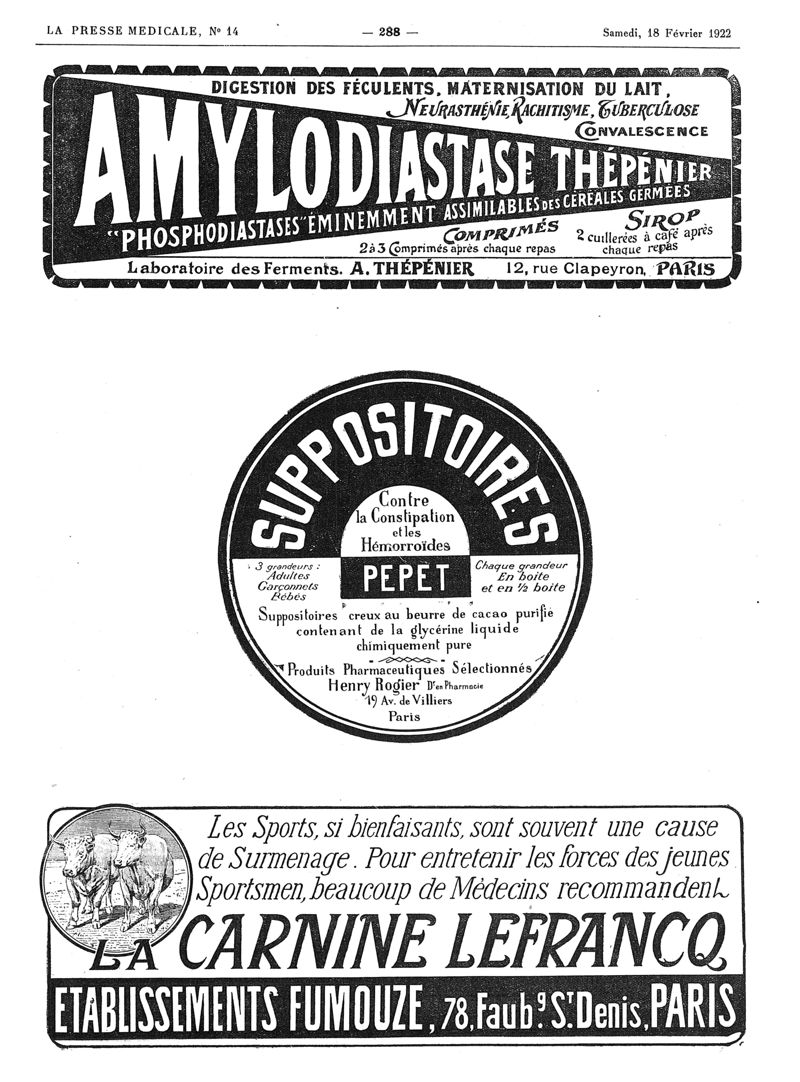 LA PRESSE MEDICALE, Nº 14
— 288 —
Samedi, 18 Février 1922
DIGESTION DES FÉCULENTS, MATERNISATION DU LAIT,
NEURASTHÉNIE, RACHITISME, TUBERCULOSE
CONVALESCENCE
AMYLODIASTASE THÉPÉNIER
“PHOSPHODIASTASES” ÉMINEMMENT ASSIMILABLES DES CÉRÉALES GERMÉES
COMPRIMÉS
2 à 3 Comprimés après chaque repas
SIROP
2 cuillerées à café après
chaque repas
Laboratoire des Ferments. A. THÉPÉNIER 12, rue Clapeyron, PARIS
SUPPOSITOIRES
Contre
la Constipation
et les
Hémorroïdes
3 grandeurs :
Adultes
Garçonnets
Bébés
PEPET
Chaque grandeur
En boite
et en ½ boite
Suppositoires creux au beurre de cacao purifié
contenant de la glycérine liquide
chimiquement pure
Produits Pharmaceutiques Sélectionnés
Henry Rogier Dr en Pharmacie
19 Av. de Villiers
Paris
Les Sports, si bienfaisants, sont souvent une cause
de Surmenage. Pour entretenir les forces des jeunes
Sportsmen, beaucoup de Médecins recommandent
LA CARNINE LEFRANCQ
ETABLISSEMENTS FUMOUZE, 78, Faubg. St Denis, PARIS